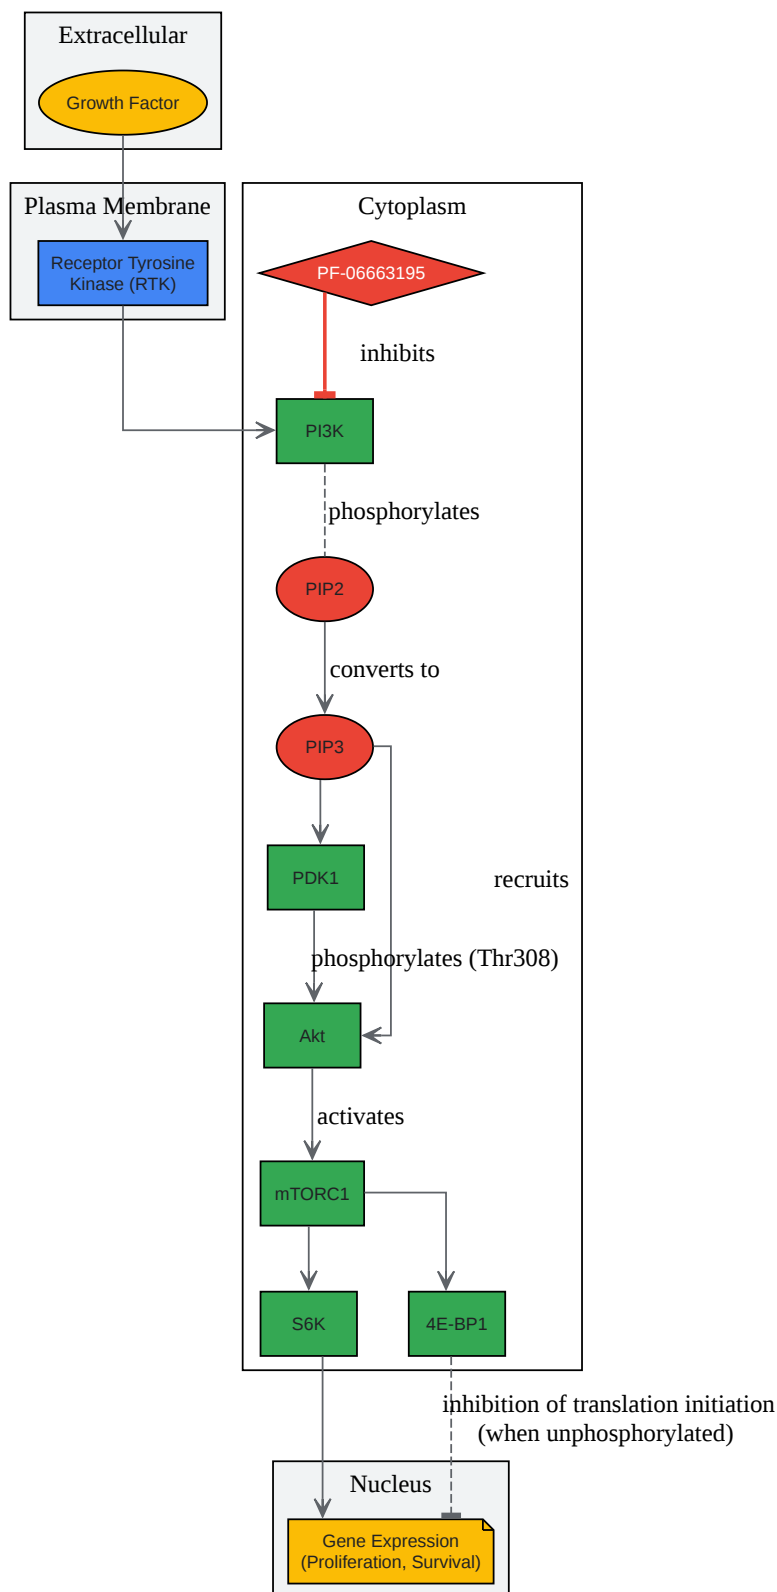 Extracellular
Growth Factor
Plasma Membrane
Cytoplasm
Receptor Tyrosine
Kinase (RTK)
PF-06663195
inhibits
PI3K
phosphorylates
PIP2
converts to
PIP3
PDK1
recruits
phosphorylates (Thr308)
Akt
activates
mTORC1
S6K
4E-BP1
inhibition of translation initiation
(when unphosphorylated)
Nucleus
Gene Expression
(Proliferation, Survival)